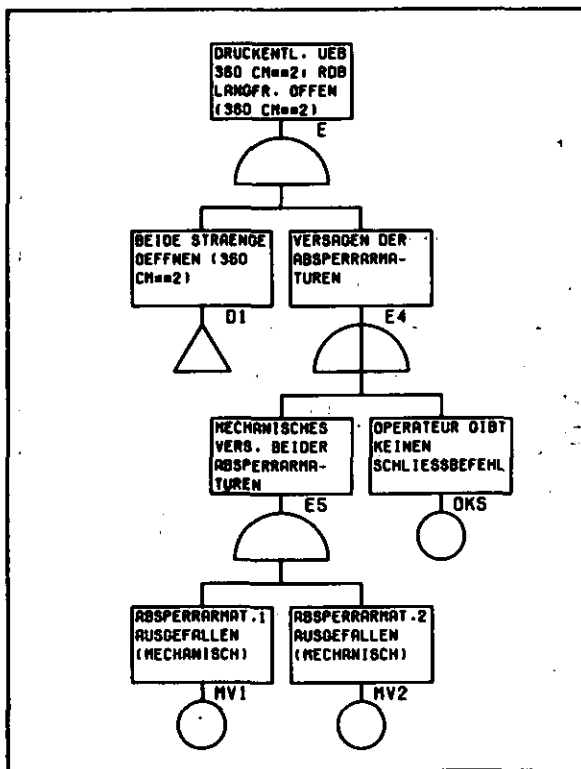 DRUCKENTL. UEB
360 CM**2: RDB
LANGFR. OFFEN
(360 CM**2)
E
BEIDE STRAENGE
OEFFNEN (360
CM**2)
D1
VERSAGEN DER
ABSPERRARMA-
TUREN
E4
MECHANISCHES
VERS. BEIDER
ABSPERRARMA-
TUREN
E5
OPERATEUR GIBT
KEINEN
SCHLIESSBEFEHL
OKS
ABSPERRARMAT.1
AUSGEFALLEN
(MECHANISCH)
MV1
ABSPERRARMAT.2
AUSGEFALLEN
(MECHANISCH)
MV2